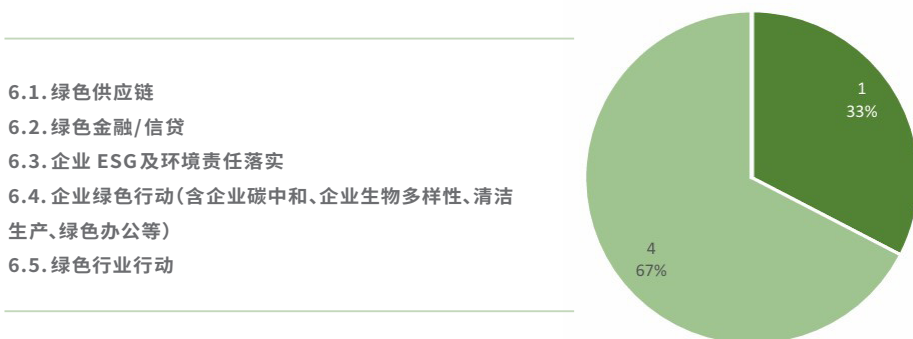 6.1.绿色供应链
6.2.绿色金融/信贷
6.3.企业 ESG及环境责任落实
6.4.企业绿色行动(含企业碳中和、企业生物多样性、清洁
生产、绿色办公等)
6.5.绿色行业行动
1
33%
4
67%